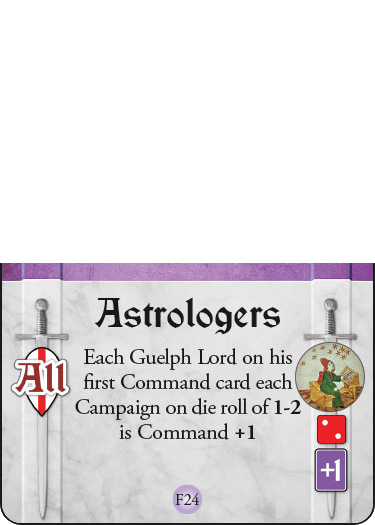 Astrologers
All
Each Guelph Lord on his
first Command card each
Campaign on die roll of 1-2
is Command +1
+1
F24